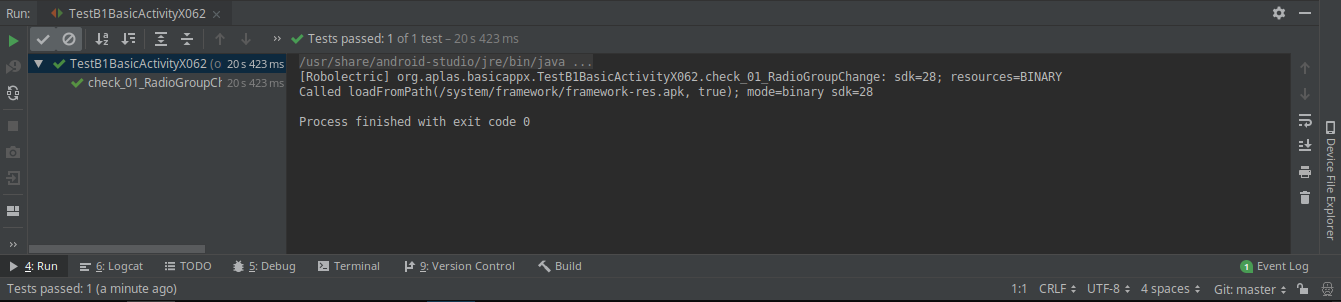 Run: TestB1BasicActivityX062
Tests passed: 1 of 1 test – 20 s 423 ms
TestB1BasicActivityX062 (o 20 s 423 ms
check_01_RadioGroupCh 20 s 423 ms
/usr/share/android-studio/jre/bin/java ...
[Robolectric] org.aplas.basicappx.TestB1BasicActivityX062.check_01_RadioGroupChange: sdk=28; resources=BINARY
Called loadFromPath(/system/framework/framework-res.apk, true); mode=binary sdk=28
Process finished with exit code 0
Device File Explorer
4: Run 6: Logcat TODO 5: Debug Terminal 9: Version Control Build 1 Event Log
Tests passed: 1 (a minute ago) 1:1 CRLF UTF-8 4 spaces Git: master